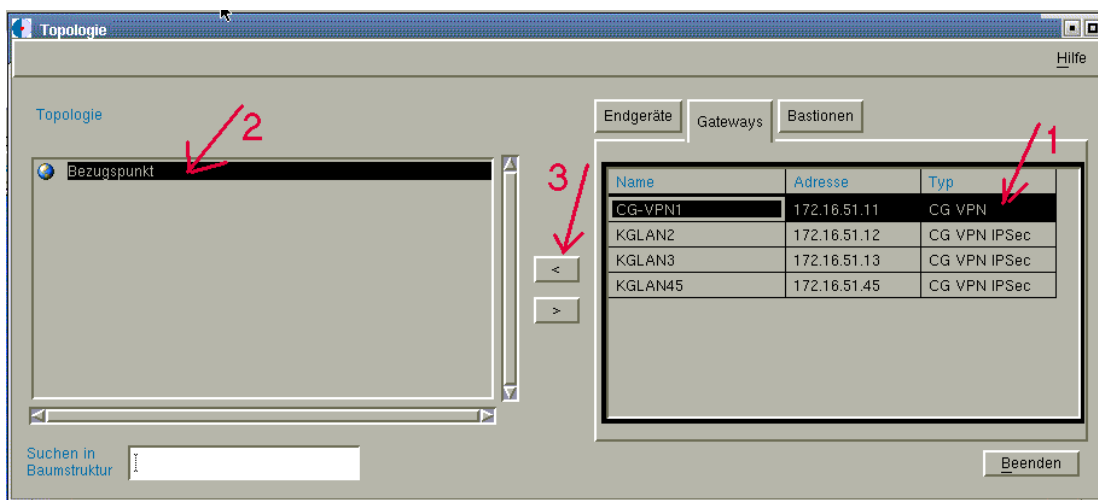 Topologie
Hilfe
Topologie
2
Bezugspunkt
3
<
>
Endgeräte Gateways Bastionen
1
Name Adresse Typ
CG-VPN1 172.16.51.11 CG VPN
KGLAN2 172.16.51.12 CG VPN IPSec
KGLAN3 172.16.51.13 CG VPN IPSec
KGLAN45 172.16.51.45 CG VPN IPSec
Suchen in
Baumstruktur
Beenden